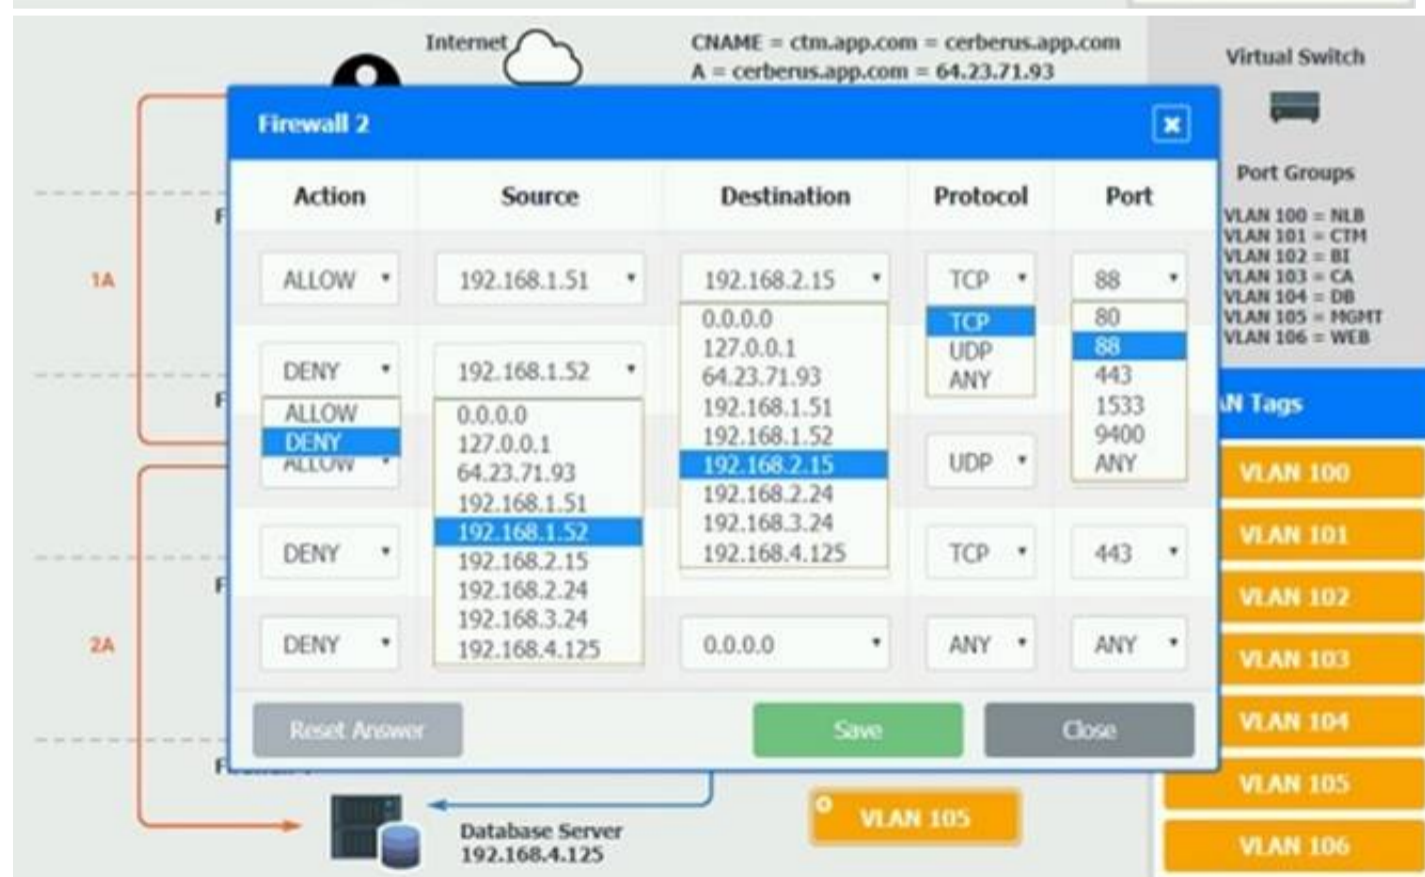 Internet
CNAME = ctm.app.com = cerberus.app.com
A = cerberus.app.com = 64.23.71.93
Virtual Switch
Port Groups
VLAN 100 = NLB
VLAN 101 = CTM
VLAN 102 = BI
VLAN 103 = CA
VLAN 104 = DB
VLAN 105 = MGMT
VLAN 106 = WEB
1A
2A
Firewall 2
Action Source Destination Protocol Port
ALLOW 192.168.1.51 192.168.2.15 TCP 88
DENY 192.168.1.52
ALLOW UDP
DENY TCP 443
DENY 0.0.0.0 ANY ANY
ALLOW
DENY
0.0.0.0
127.0.0.1
64.23.71.93
192.168.1.51
192.168.1.52
192.168.2.15
192.168.2.24
192.168.3.24
192.168.4.125
0.0.0.0
127.0.0.1
64.23.71.93
192.168.1.51
192.168.1.52
192.168.2.15
192.168.2.24
192.168.3.24
192.168.4.125
TCP
UDP
ANY
80
88
443
1533
9400
ANY
Reset Answer
Save
Close
Database Server
192.168.4.125
VLAN 105
Tags
VLAN 100
VLAN 101
VLAN 102
VLAN 103
VLAN 104
VLAN 105
VLAN 106